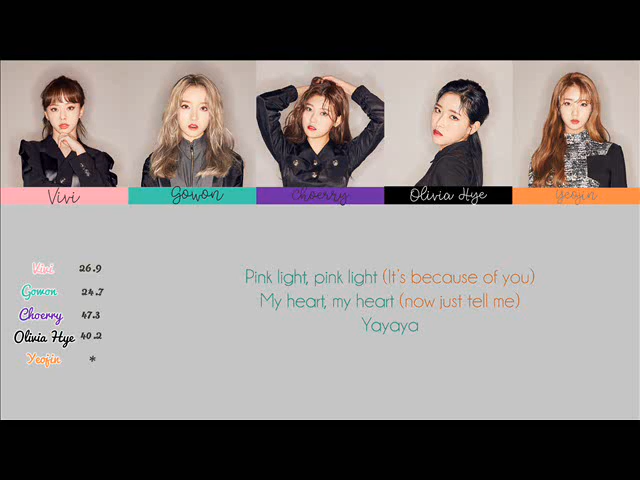 Vivi
Gowon
Choerry
Olivia Hye
Yeojin
Vivi 26.9
Gowon 24.7
Choerry 47.3
Olivia Hye 40.2
Yeojin *
Pink light, pink light (It's because of you)
My heart, my heart (now just tell me)
Yayaya